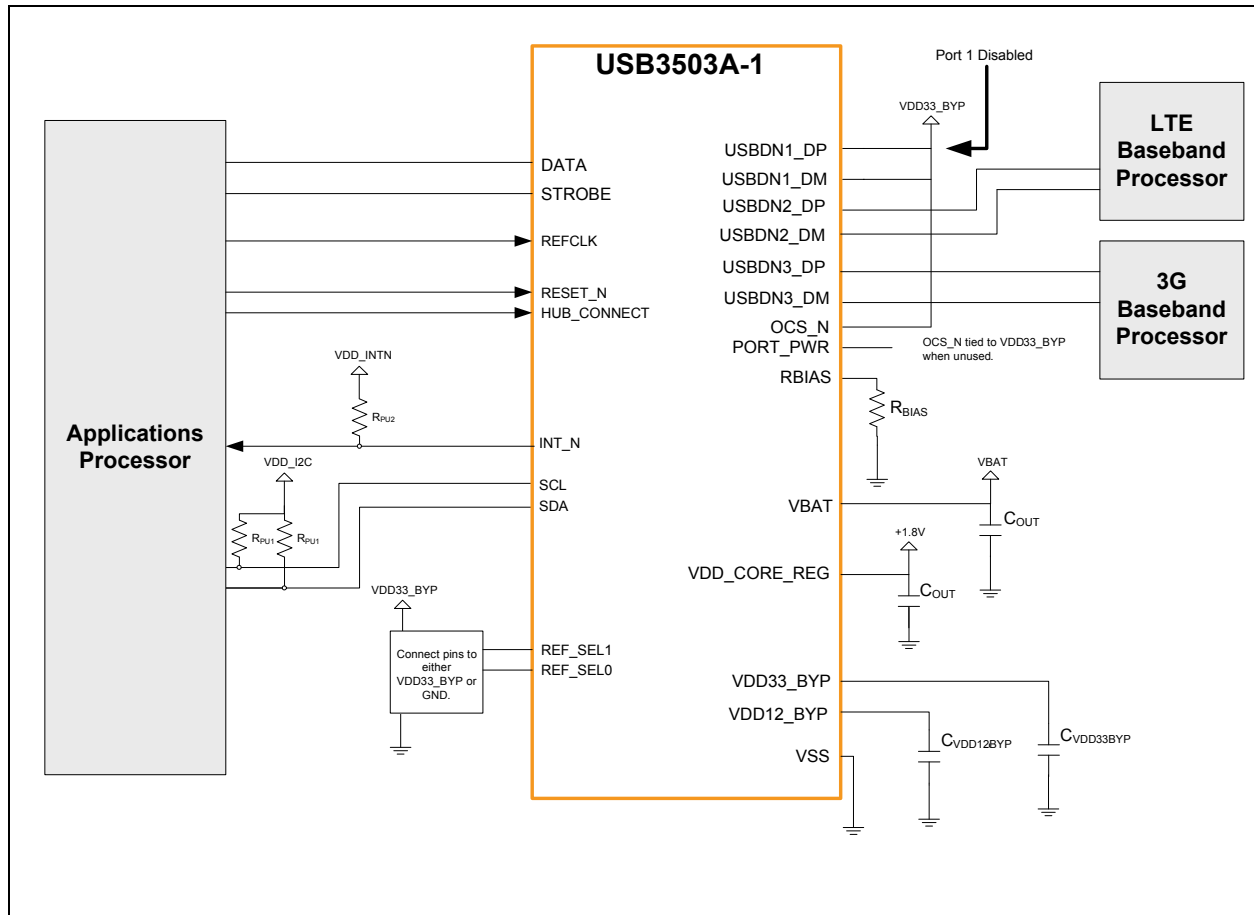 USB3503A-1
Port 1 Disabled
VDD33_BYP
LTE
Baseband
Processor
3G
Baseband
Processor
Applications
Processor
DATA
STROBE
REFCLK
RESET_N
HUB_CONNECT
VDD_INTN
RPU2
INT_N
VDD_I2C
SCL
SDA
RPU1
RPU1
VDD33_BYP
Connect pins to
either
VDD33_BYP or
GND.
REF_SEL1
REF_SEL0
USBDN1_DP
USBDN1_DM
USBDN2_DP
USBDN2_DM
USBDN3_DP
USBDN3_DM
OCS_N
PORT_PWR
OCS_N tied to VDD33_BYP
when unused.
RBIAS
RBIAS
VBAT
VBAT
COUT
+1.8V
VDD_CORE_REG
COUT
VDD33_BYP
VDD12_BYP
CVDD12BYP
CVDD33BYP
VSS